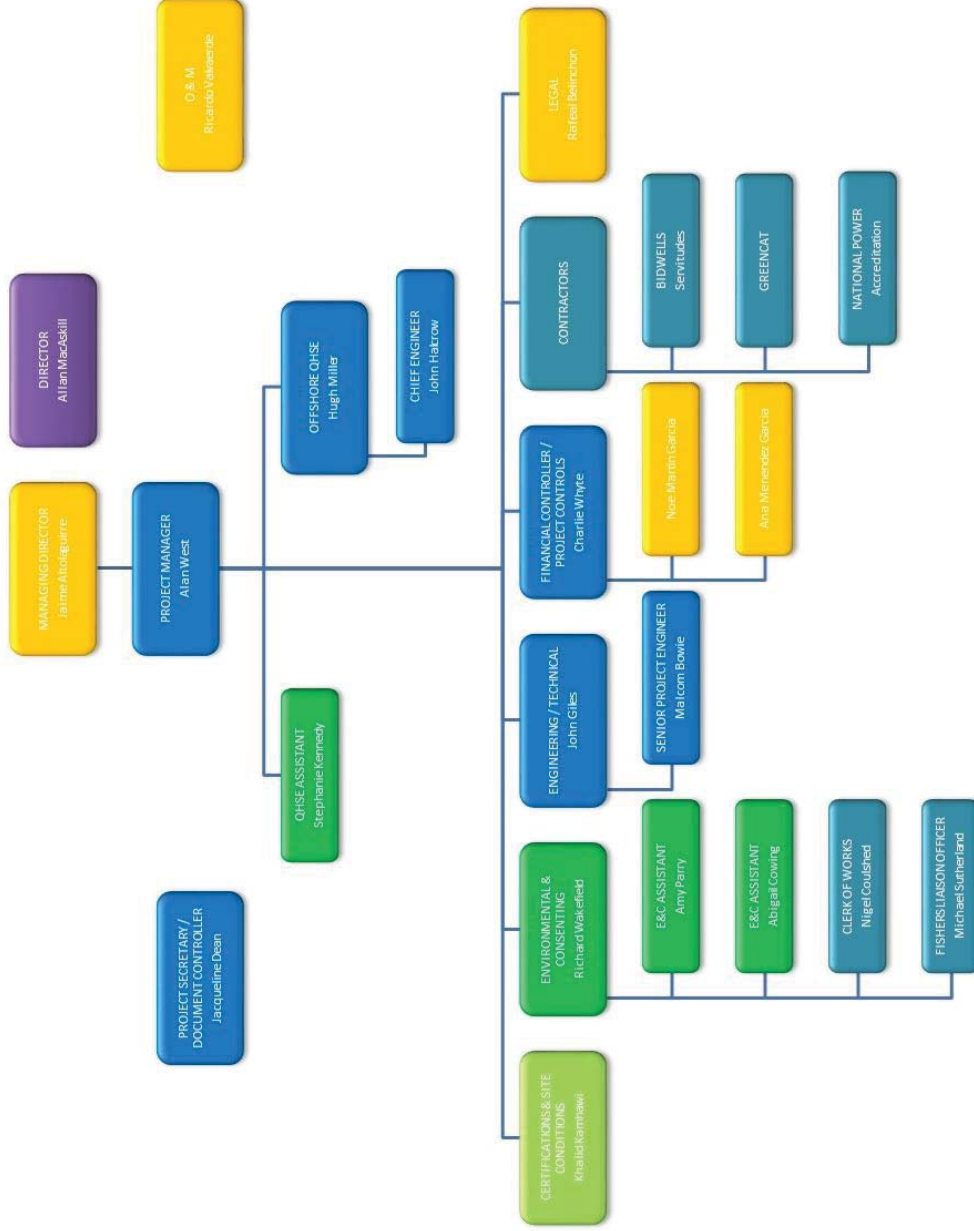 MANAGING DIRECTOR
Jaime Altolaguirre
DIRECTOR
Allan MacAskill
PROJECT SECRETARY /
DOCUMENT CONTROLLER
Jacqueline Dean
PROJECT MANAGER
Alan West
O & M
Ricardo Valvaerde
QHSE ASSISTANT
Stephanie Kennedy
OFFSHORE QHSE
Hugh Miller
CHIEF ENGINEER
John Halcrow
CERTIFICATIONS & SITE
CONDITIONS
Khalid Kamhawi
ENVIRONMENTAL &
CONSENTING
Richard Wakefield
E&C ASSISTANT
Amy Parry
E&C ASSISTANT
Abigail Cowing
CLERK OF WORKS
Nigel Coulshed
FISHERS LIAISON OFFICER
Michael Sutherland
ENGINEERING / TECHNICAL
John Giles
SENIOR PROJECT ENGINEER
Malcom Bowie
FINANCIAL CONTROLLER /
PROJECT CONTROLS
Charlie Whyte
Noe Martin Garcia
Ana Menendez Garcia
CONTRACTORS
BIDWELLS
Servitudes
GREENCAT
NATIONAL POWER
Accreditation
LEGAL
Rafeal Belinchon